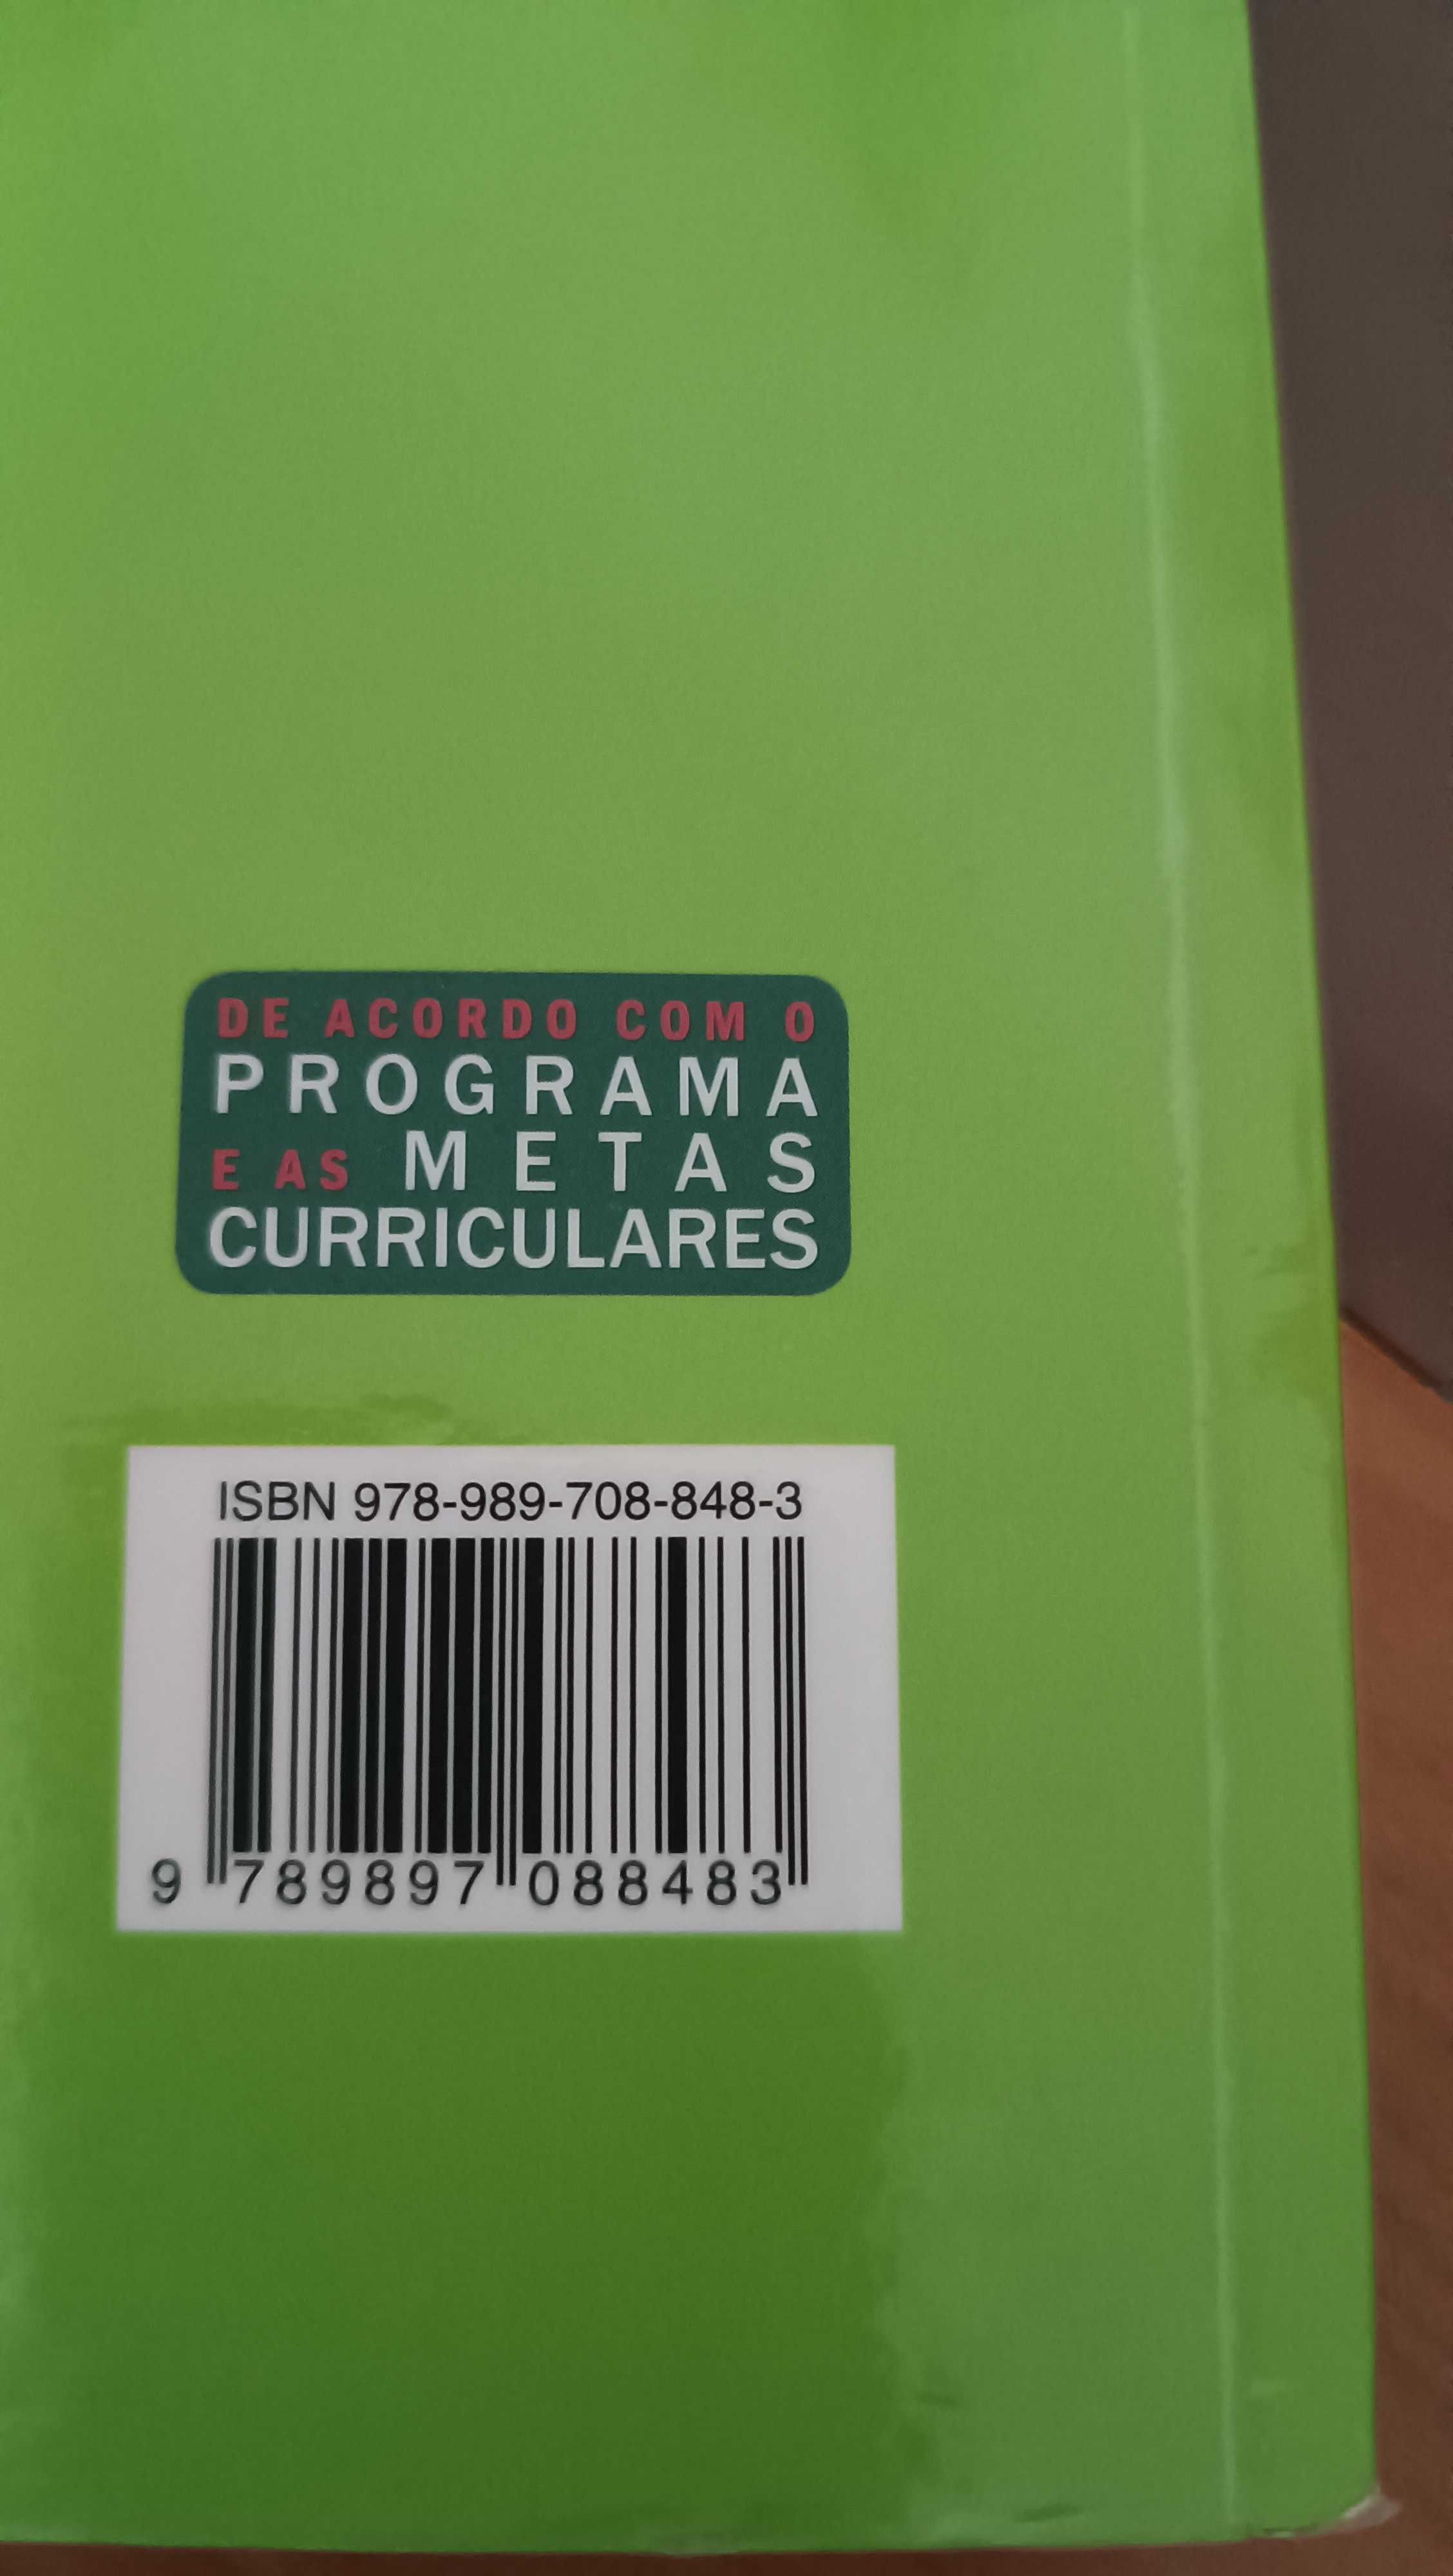 DE ACORDO COM O
PROGRAMA
E AS METAS
CURRICULARES
ISBN 978-989-708-848-3
9 789897 088483